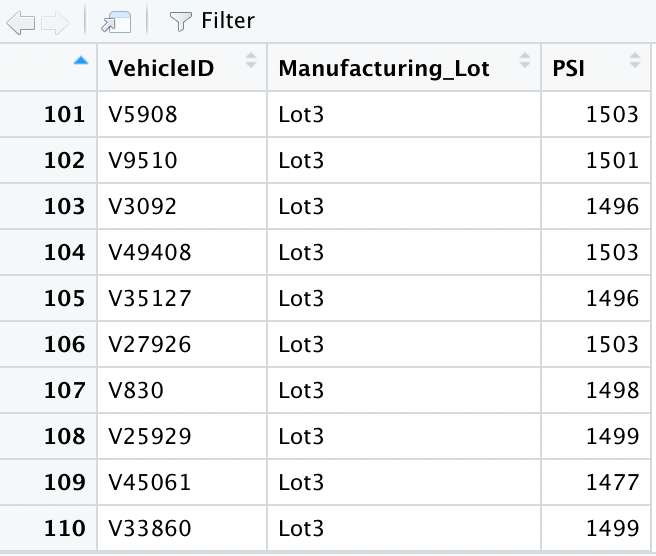 Filter
VehicleID Manufacturing_Lot PSI
101 V5908 Lot3 1503
102 V9510 Lot3 1501
103 V3092 Lot3 1496
104 V49408 Lot3 1503
105 V35127 Lot3 1496
106 V27926 Lot3 1503
107 V830 Lot3 1498
108 V25929 Lot3 1499
109 V45061 Lot3 1477
110 V33860 Lot3 1499